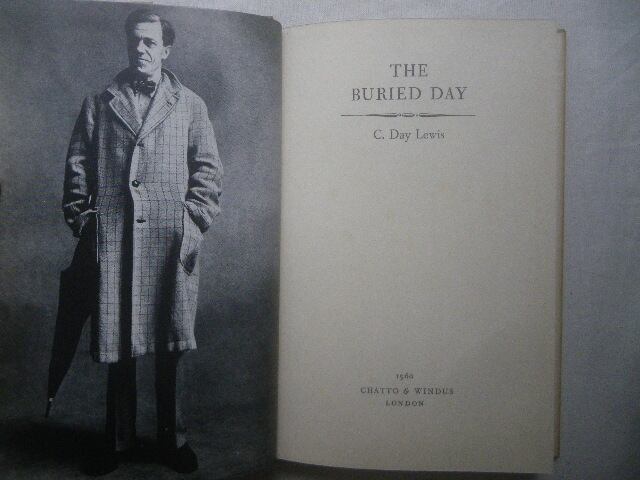 THE
BURIED DAY
C. Day Lewis
1960
CHATTO & WINDUS
LONDON